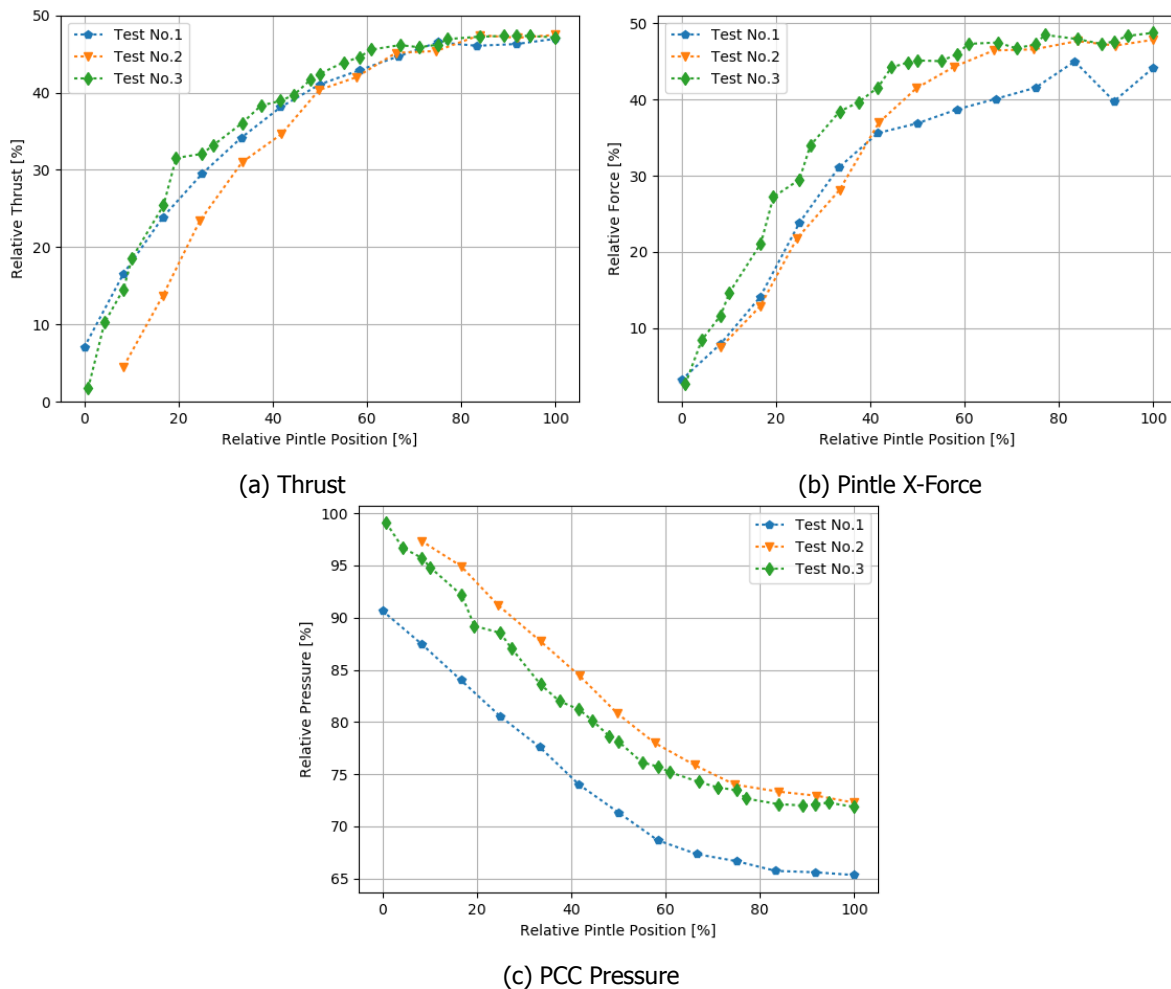 50
40
30
20
10
0
Relative Thrust [%]
Test No.1
Test No.2
Test No.3
0 20 40 60 80 100
Relative Pintle Position [%]
(a) Thrust
50
40
30
20
10
Relative Force [%]
Test No.1
Test No.2
Test No.3
0 20 40 60 80 100
Relative Pintle Position [%]
(b) Pintle X-Force
100
95
90
85
80
75
70
65
Relative Pressure [%]
Test No.1
Test No.2
Test No.3
0 20 40 60 80 100
Relative Pintle Position [%]
(c) PCC Pressure